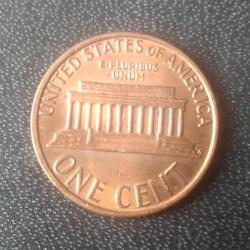 UNITED STATES OF AMERICA
E·PLURIBUS
·UNUM·
ONE CENT